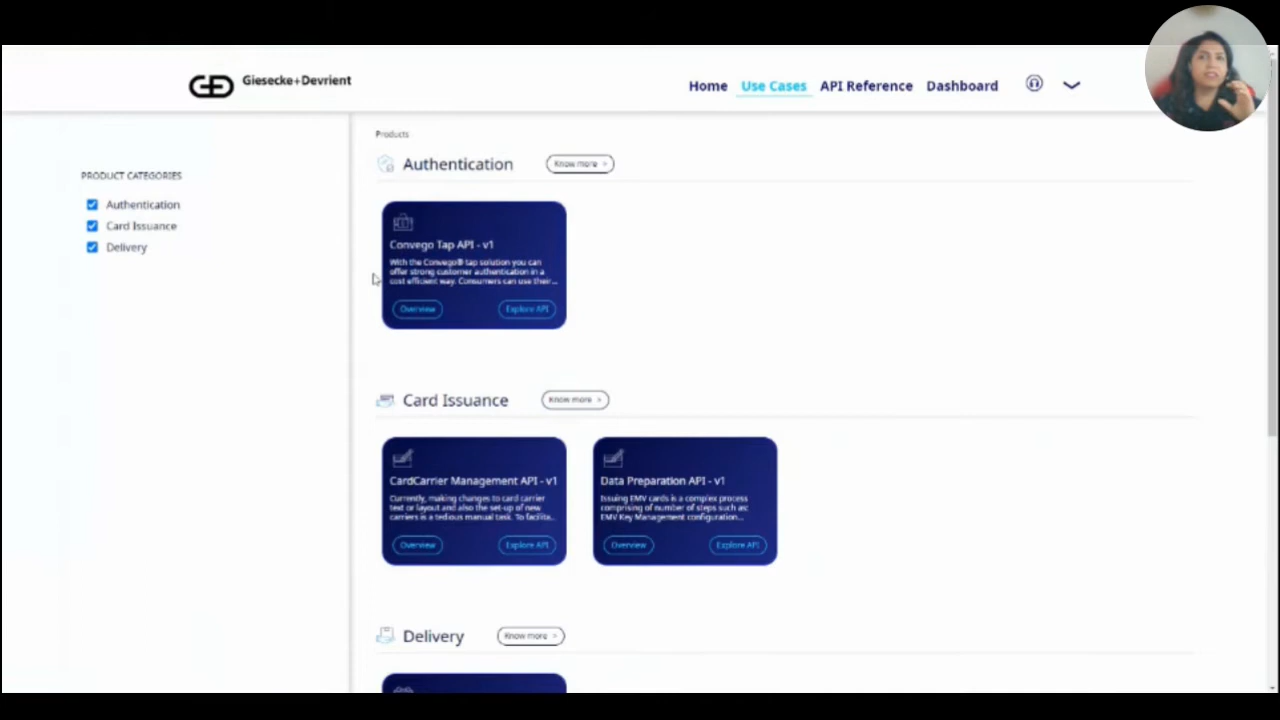 Giesecke+Devrient
Home Use Cases API Reference Dashboard
PRODUCT CATEGORIES
Authentication
Card Issuance
Delivery
Products
Authentication Know more >
Convego Tap API - v1
With the Convego® tap solution you can
offer strong customer authentication in a
cost efficient way. Consumers can use their...
Overview Explore API
Card Issuance Know more >
CardCarrier Management API - v1
Currently, making changes to card carrier
text or layout and also the set-up of new
carriers is a tedious manual task. To facilita...
Overview Explore API
Data Preparation API - v1
Issuing EMV cards is a complex process
comprising of number of steps such as:
EMV Key Management configuration...
Overview Explore API
Delivery Know more >